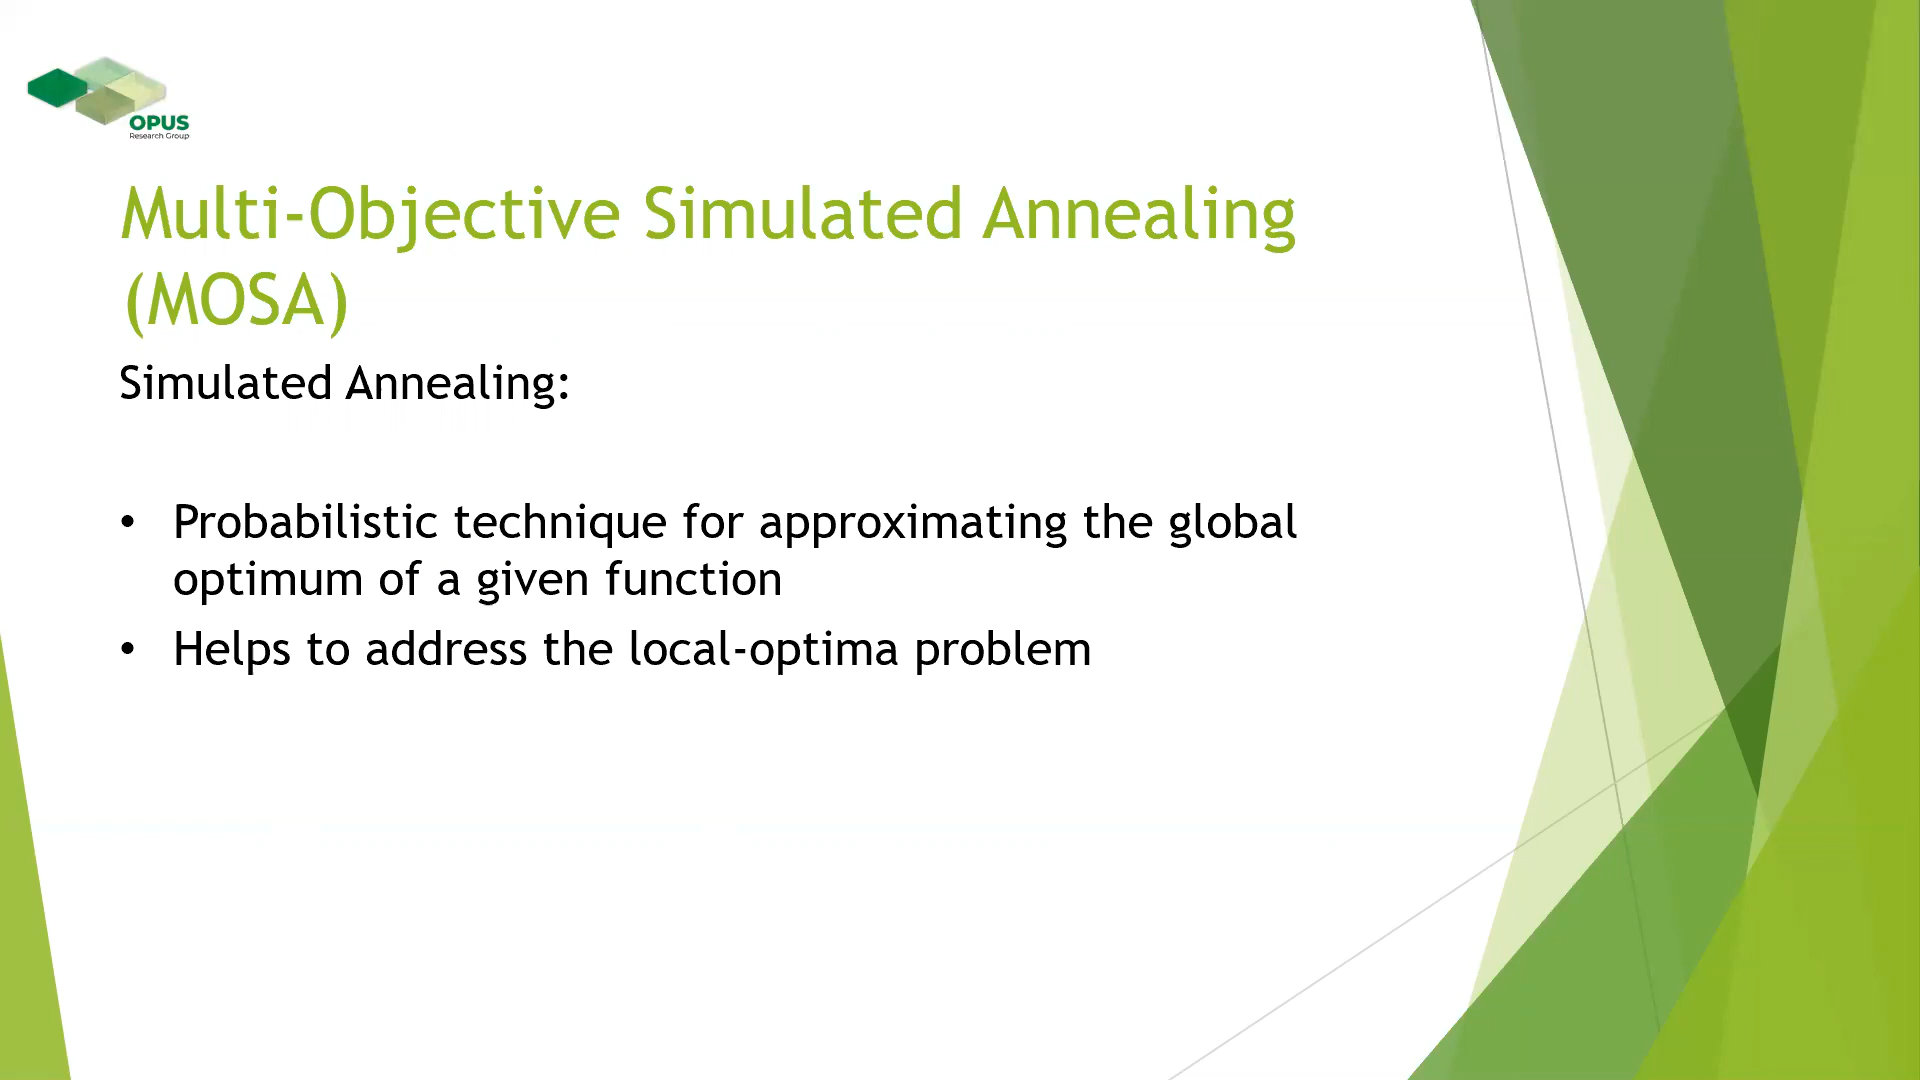 OPUS
Research Group
Multi-Objective Simulated Annealing
(MOSA)
Simulated Annealing:
• Probabilistic technique for approximating the global
optimum of a given function
• Helps to address the local-optima problem